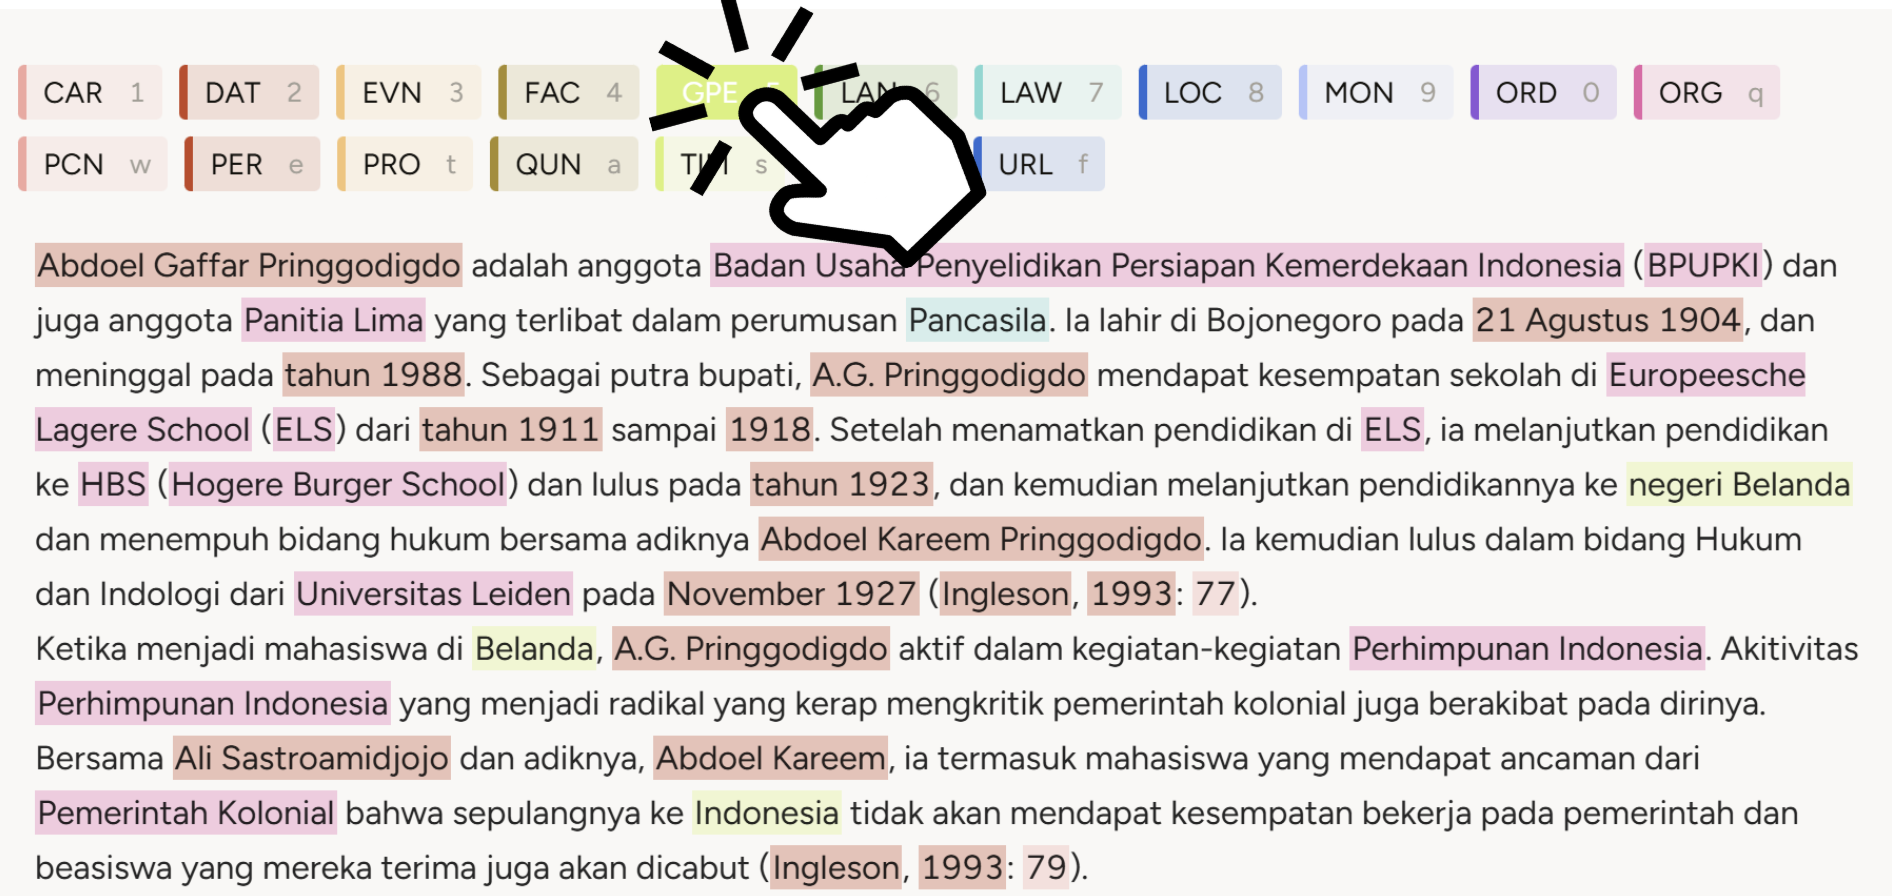 CAR 1 DAT 2 EVN 3 FAC 4 GPE 5 LAN 6 LAW 7 LOC 8 MON 9 ORD 0 ORG q
PCN w PER e PRO t QUN a TIM s URL f
Abdoel Gaffar Pringgodigdo adalah anggota Badan Usaha Penyelidikan Persiapan Kemerdekaan Indonesia (BPUPKI) dan
juga anggota Panitia Lima yang terlibat dalam perumusan Pancasila. Ia lahir di Bojonegoro pada 21 Agustus 1904, dan
meninggal pada tahun 1988. Sebagai putra bupati, A.G. Pringgodigdo mendapat kesempatan sekolah di Europeesche
Lagere School (ELS) dari tahun 1911 sampai 1918. Setelah menamatkan pendidikan di ELS, ia melanjutkan pendidikan
ke HBS (Hogere Burger School) dan lulus pada tahun 1923, dan kemudian melanjutkan pendidikannya ke negeri Belanda
dan menempuh bidang hukum bersama adiknya Abdoel Kareem Pringgodigdo. Ia kemudian lulus dalam bidang Hukum
dan Indologi dari Universitas Leiden pada November 1927 (Ingleson, 1993: 77).
Ketika menjadi mahasiswa di Belanda, A.G. Pringgodigdo aktif dalam kegiatan-kegiatan Perhimpunan Indonesia. Akitivitas
Perhimpunan Indonesia yang menjadi radikal yang kerap mengkritik pemerintah kolonial juga berakibat pada dirinya.
Bersama Ali Sastroamidjojo dan adiknya, Abdoel Kareem, ia termasuk mahasiswa yang mendapat ancaman dari
Pemerintah Kolonial bahwa sepulangnya ke Indonesia tidak akan mendapat kesempatan bekerja pada pemerintah dan
beasiswa yang mereka terima juga akan dicabut (Ingleson, 1993: 79).